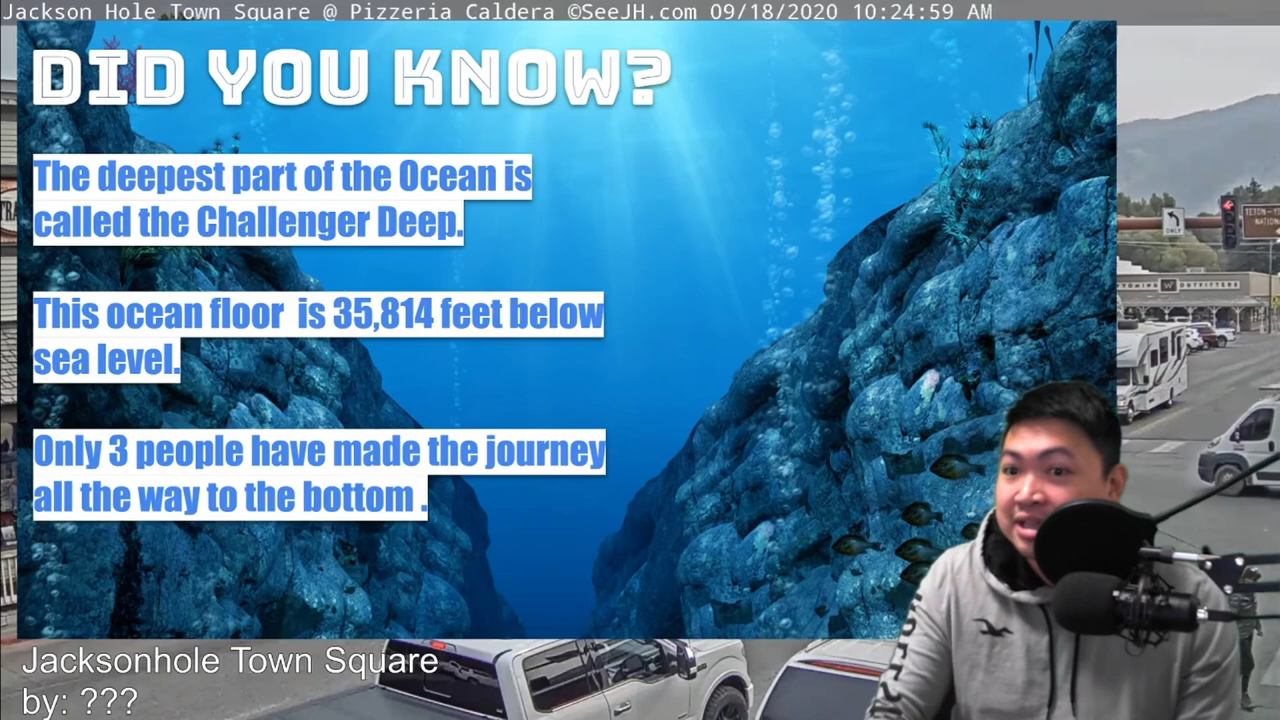 Jackson Hole Town Square @ Pizzeria Caldera ©SeeJH.com 09/18/2020 10:24:59 AM
DID YOU KNOW?
The deepest part of the Ocean is
called the Challenger Deep.
This ocean floor  is 35,814 feet below
sea level.
Only 3 people have made the journey
all the way to the bottom .
ONLY
OUTFITTERS
Jacksonhole Town Square
by: ???